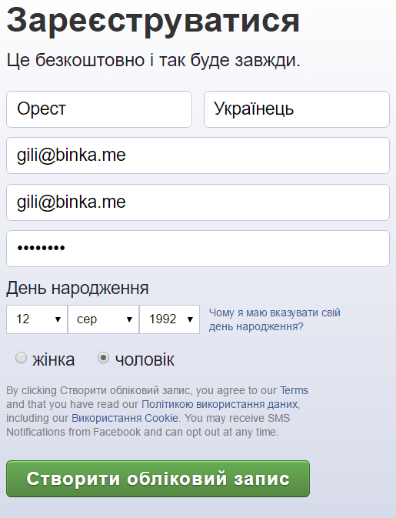 Зареєструватися
Це безкоштовно і так буде завжди.
Орест Українець
gili@binka.me
gili@binka.me
••••••••
День народження
12 сер 1992 Чому я маю вказувати свій
день народження?
жінка чоловік
By clicking Створити обліковий запис, you agree to our Terms
and that you have read our Політикою використання даних,
including our Використання Cookie. You may receive SMS
Notifications from Facebook and can opt out at any time.
Створити обліковий запис